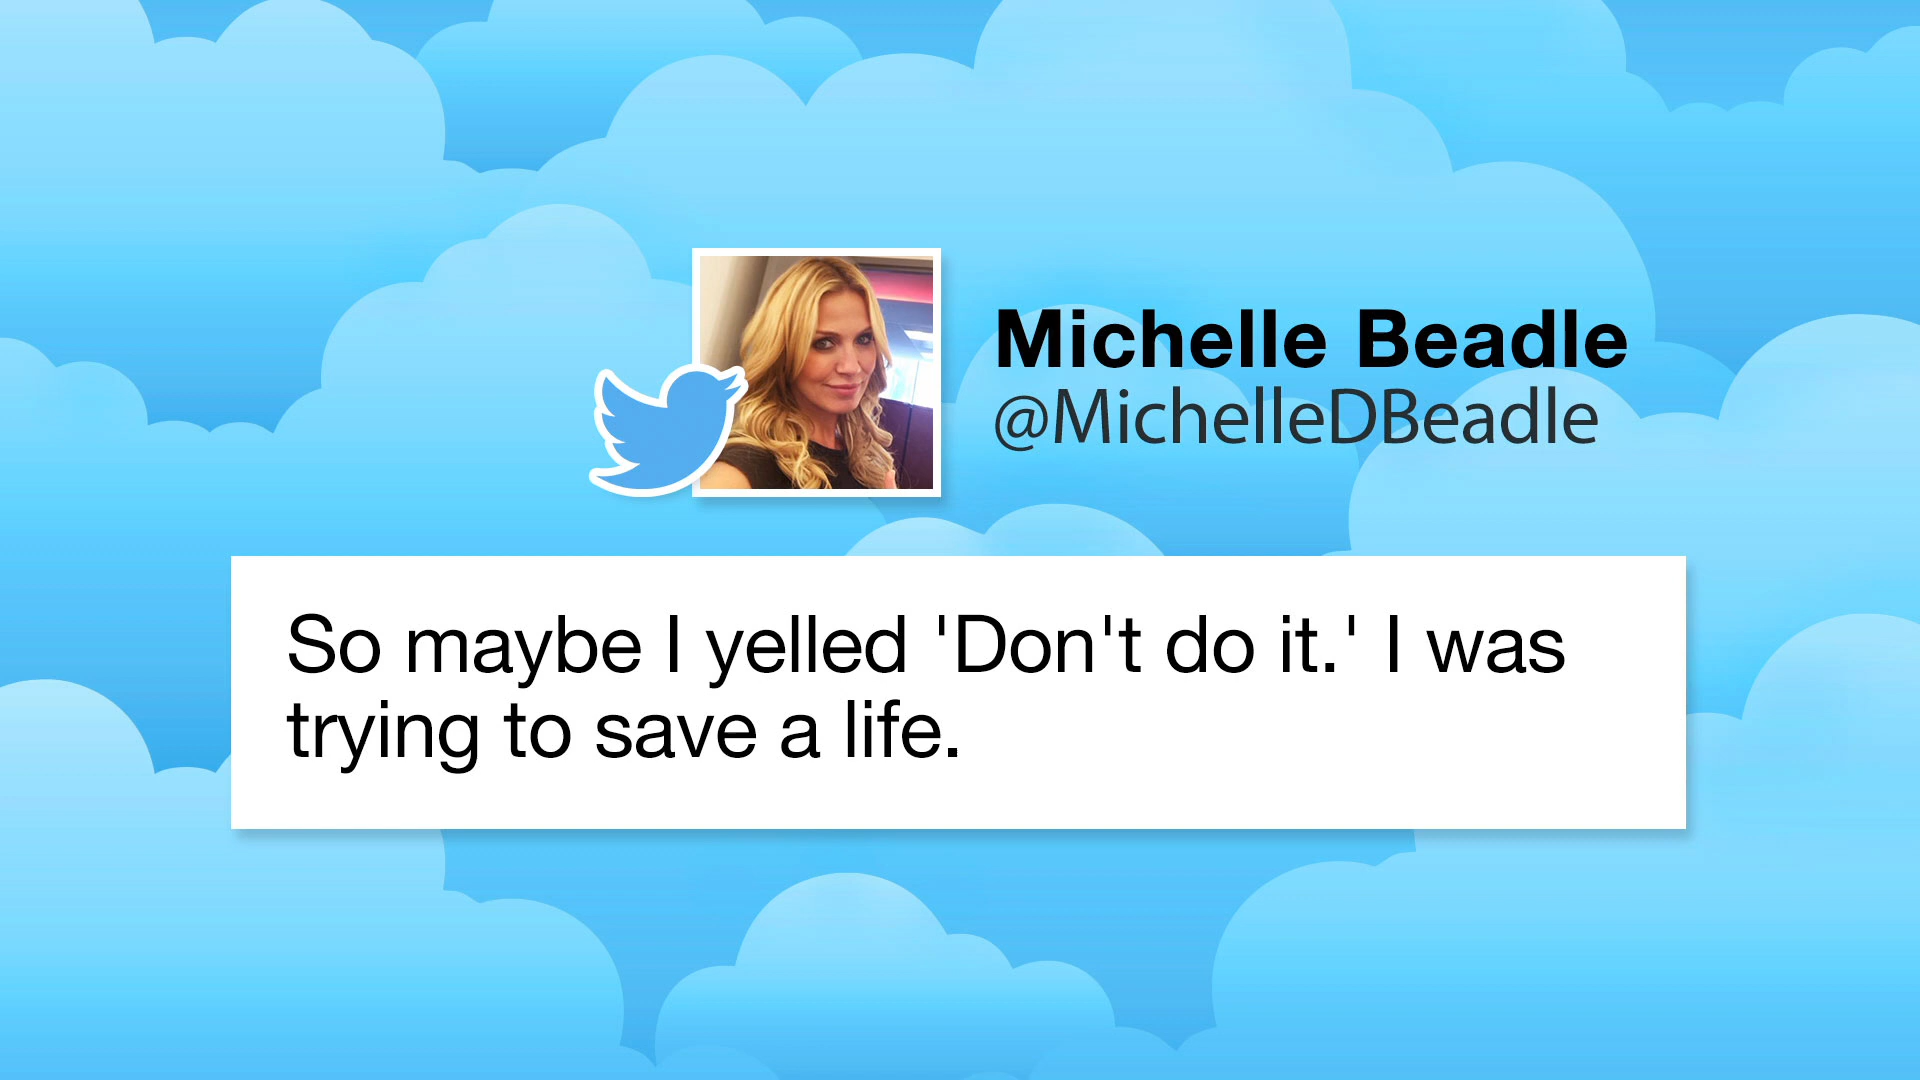 Michelle Beadle
@MichelleDBeadle
So maybe I yelled 'Don't do it.' I was
trying to save a life.